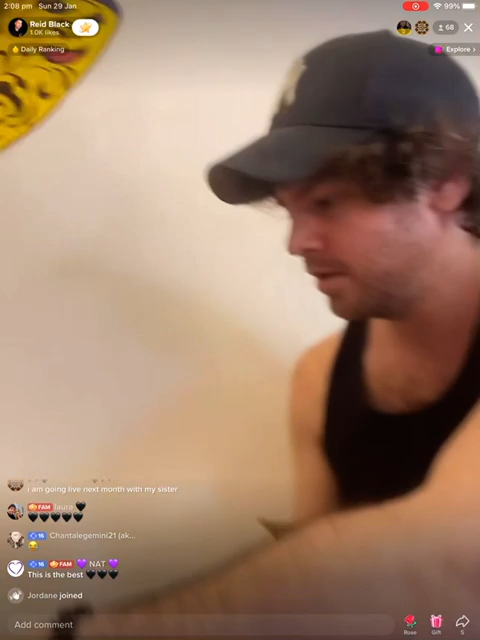 2:08 pm Sun 29 Jan
99%
Reid Black
1.0K likes
68
Daily Ranking
Explore
i am going live next month with my sister
FAM laura 🖤
🖤🖤🖤🖤🖤
16 Chantalegemini21 (ak...
😂
16 FAM 💜 NAT 💜
This is the best 🖤🖤🖤
Jordane joined
Add comment
Rose
Gift
5